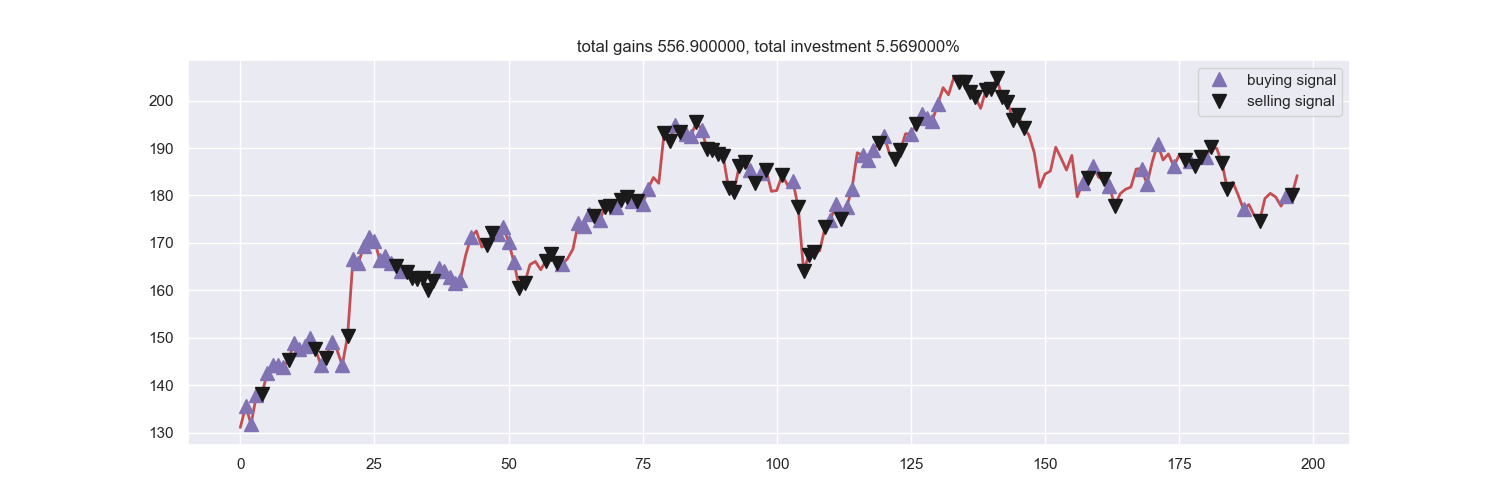 total gains 556.900000, total investment 5.569000%
buying signal
selling signal
200
190
180
170
160
150
140
130
0 25 50 75 100 125 150 175 200